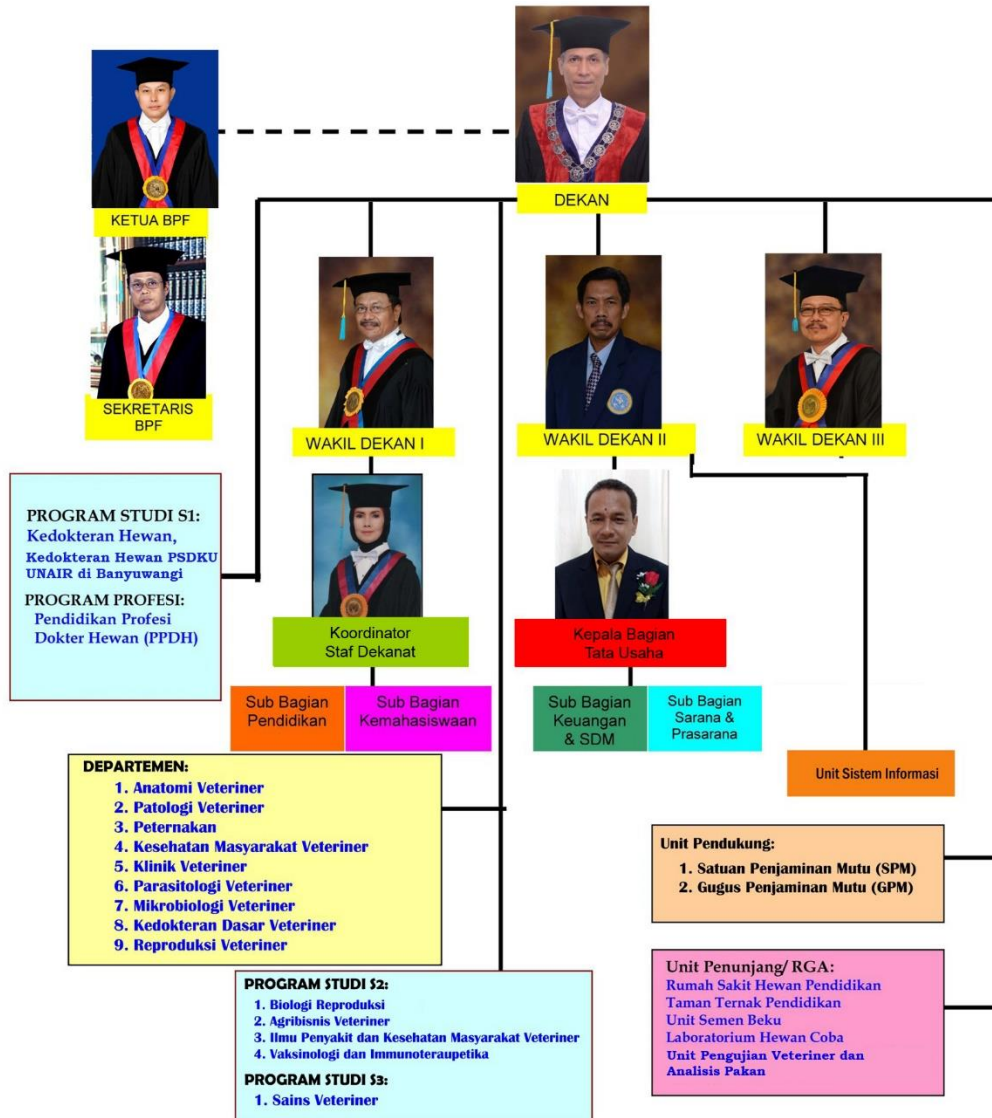 DEKAN
KETUA BPF
SEKRETARIS
BPF
WAKIL DEKAN I
WAKIL DEKAN II
WAKIL DEKAN III
PROGRAM STUDI S1:
Kedokteran Hewan,
Kedokteran Hewan PSDKU
UNAIR di Banyuwangi
PROGRAM PROFESI:
Pendidikan Profesi
Dokter Hewan (PPDH)
Koordinator
Staf Dekanat
Kepala Bagian
Tata Usaha
Sub Bagian
Pendidikan
Sub Bagian
Kemahasiswaan
Sub Bagian
Keuangan
& SDM
Sub Bagian
Sarana &
Prasarana
Unit Sistem Informasi
DEPARTEMEN:
1. Anatomi Veteriner
2. Patologi Veteriner
3. Peternakan
4. Kesehatan Masyarakat Veteriner
5. Klinik Veteriner
6. Parasitologi Veteriner
7. Mikrobiologi Veteriner
8. Kedokteran Dasar Veteriner
9. Reproduksi Veteriner
Unit Pendukung:
1. Satuan Penjaminan Mutu (SPM)
2. Gugus Penjaminan Mutu (GPM)
PROGRAM STUDI S2:
1. Biologi Reproduksi
2. Agribisnis Veteriner
3. Ilmu Penyakit dan Kesehatan Masyarakat Veteriner
4. Vaksinologi dan Immunoteraupetika
PROGRAM STUDI S3:
1. Sains Veteriner
Unit Penunjang/ RGA:
Rumah Sakit Hewan Pendidikan
Taman Ternak Pendidikan
Unit Semen Beku
Laboratorium Hewan Coba
Unit Pengujian Veteriner dan
Analisis Pakan